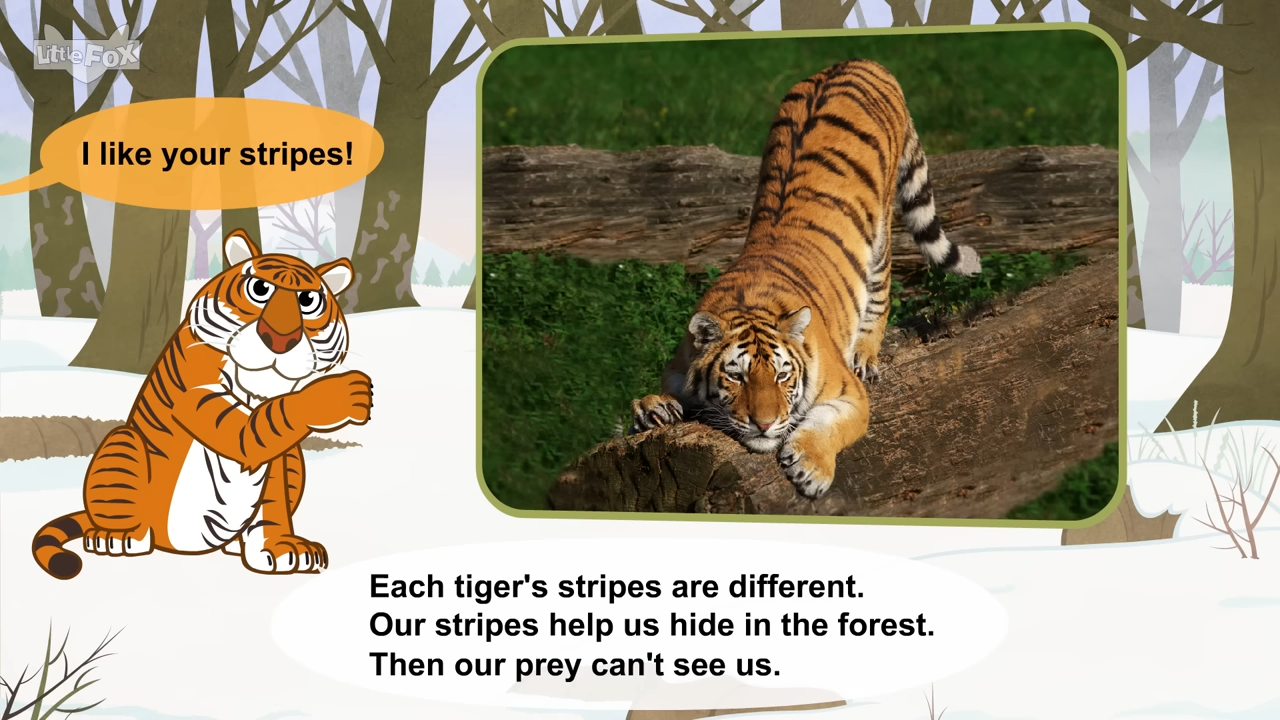 Little Fox
I like your stripes!
Each tiger's stripes are different.
Our stripes help us hide in the forest.
Then our prey can't see us.